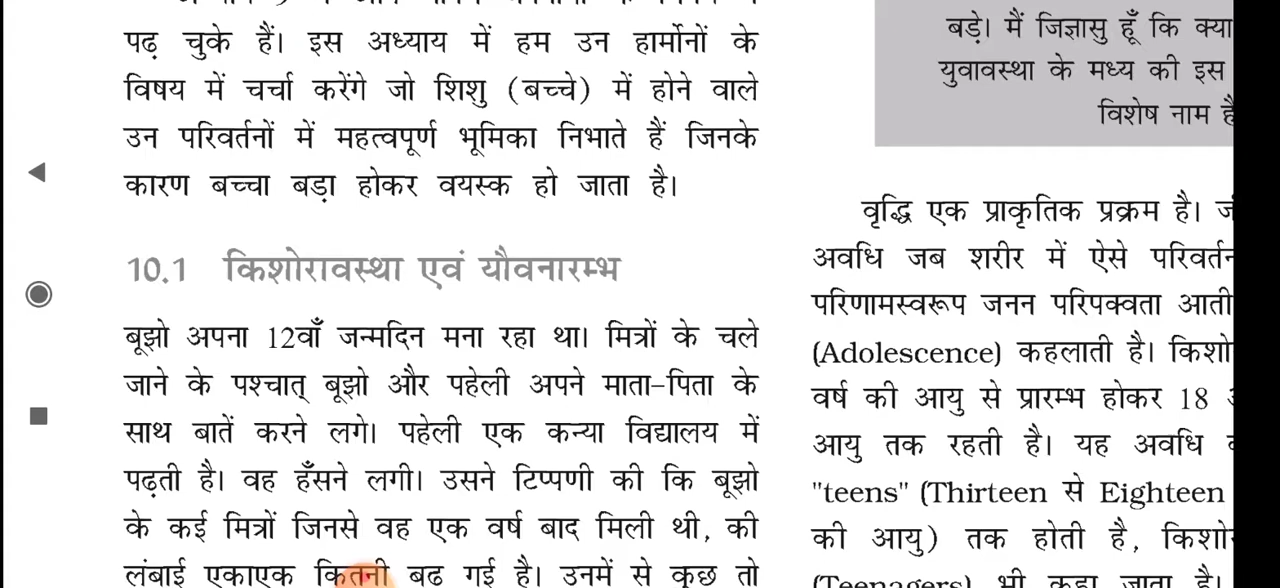 पढ़ चुके हैं। इस अध्याय में हम उन हार्मोनों के
विषय में चर्चा करेंगे जो शिशु (बच्चे) में होने वाले
उन परिवर्तनों में महत्वपूर्ण भूमिका निभाते हैं जिनके
कारण बच्चा बड़ा होकर वयस्क हो जाता है।
10.1 किशोरावस्था एवं यौवनारम्भ
बूझो अपना 12वाँ जन्मदिन मना रहा था। मित्रों के चले
जाने के पश्चात् बूझो और पहेली अपने माता-पिता के
साथ बातें करने लगे। पहेली एक कन्या विद्यालय में
पढ़ती है। वह हँसने लगी। उसने टिप्पणी की कि बूझो
के कई मित्रों जिनसे वह एक वर्ष बाद मिली थी, की
लंबाई एकाएक कितनी बढ़ गई है। उनमें से कुछ तो
बड़े। मैं जिज्ञासु हूँ कि क्या
युवावस्था के मध्य की इस
विशेष नाम है
वृद्धि एक प्राकृतिक प्रक्रम है।
अवधि जब शरीर में ऐसे परिवर्तन
परिणामस्वरूप जनन परिपक्वता आती
(Adolescence) कहलाती है। किशो
वर्ष की आयु से प्रारम्भ होकर 18
आयु तक रहती है। यह अवधि
"teens" (Thirteen से Eighteen
की आयु) तक होती है, किशो
(Teenagers) भी कहा जाता है।